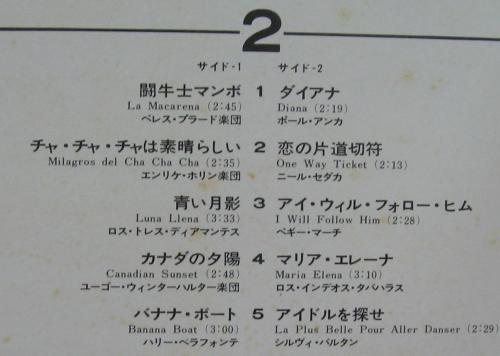 2
サイド-1
サイド-2
闘牛士マンボ 1 ダイアナ
La Macarena (2:45)
Diana (2:19)
ペレス・プラード楽団
ポール・アンカ
チャ・チャ・チャは素晴らしい 2 恋の片道切符
Milagros del Cha Cha Cha (2:35)
One Way Ticket (2:13)
エンリケ・ホリン楽団
ニール・セダカ
青い月影 3 アイ・ウィル・フォロー・ヒム
Luna Llena (3:33)
I Will Follow Him (2:28)
ロス・トレス・ディアマンテス
ペギー・マーチ
カナダの夕陽 4 マリア・エレーナ
Canadian Sunset (2:48)
Maria Elena (3:10)
ユーゴー・ウィンターハルター楽団
ロス・インデオス・タバハラス
バナナ・ボート 5 アイドルを探せ
Banana Boat (3:00)
La Plus Belle Pour Aller Danser (2:29)
ハリー・ベラフォンテ
シルヴィ・バルタン